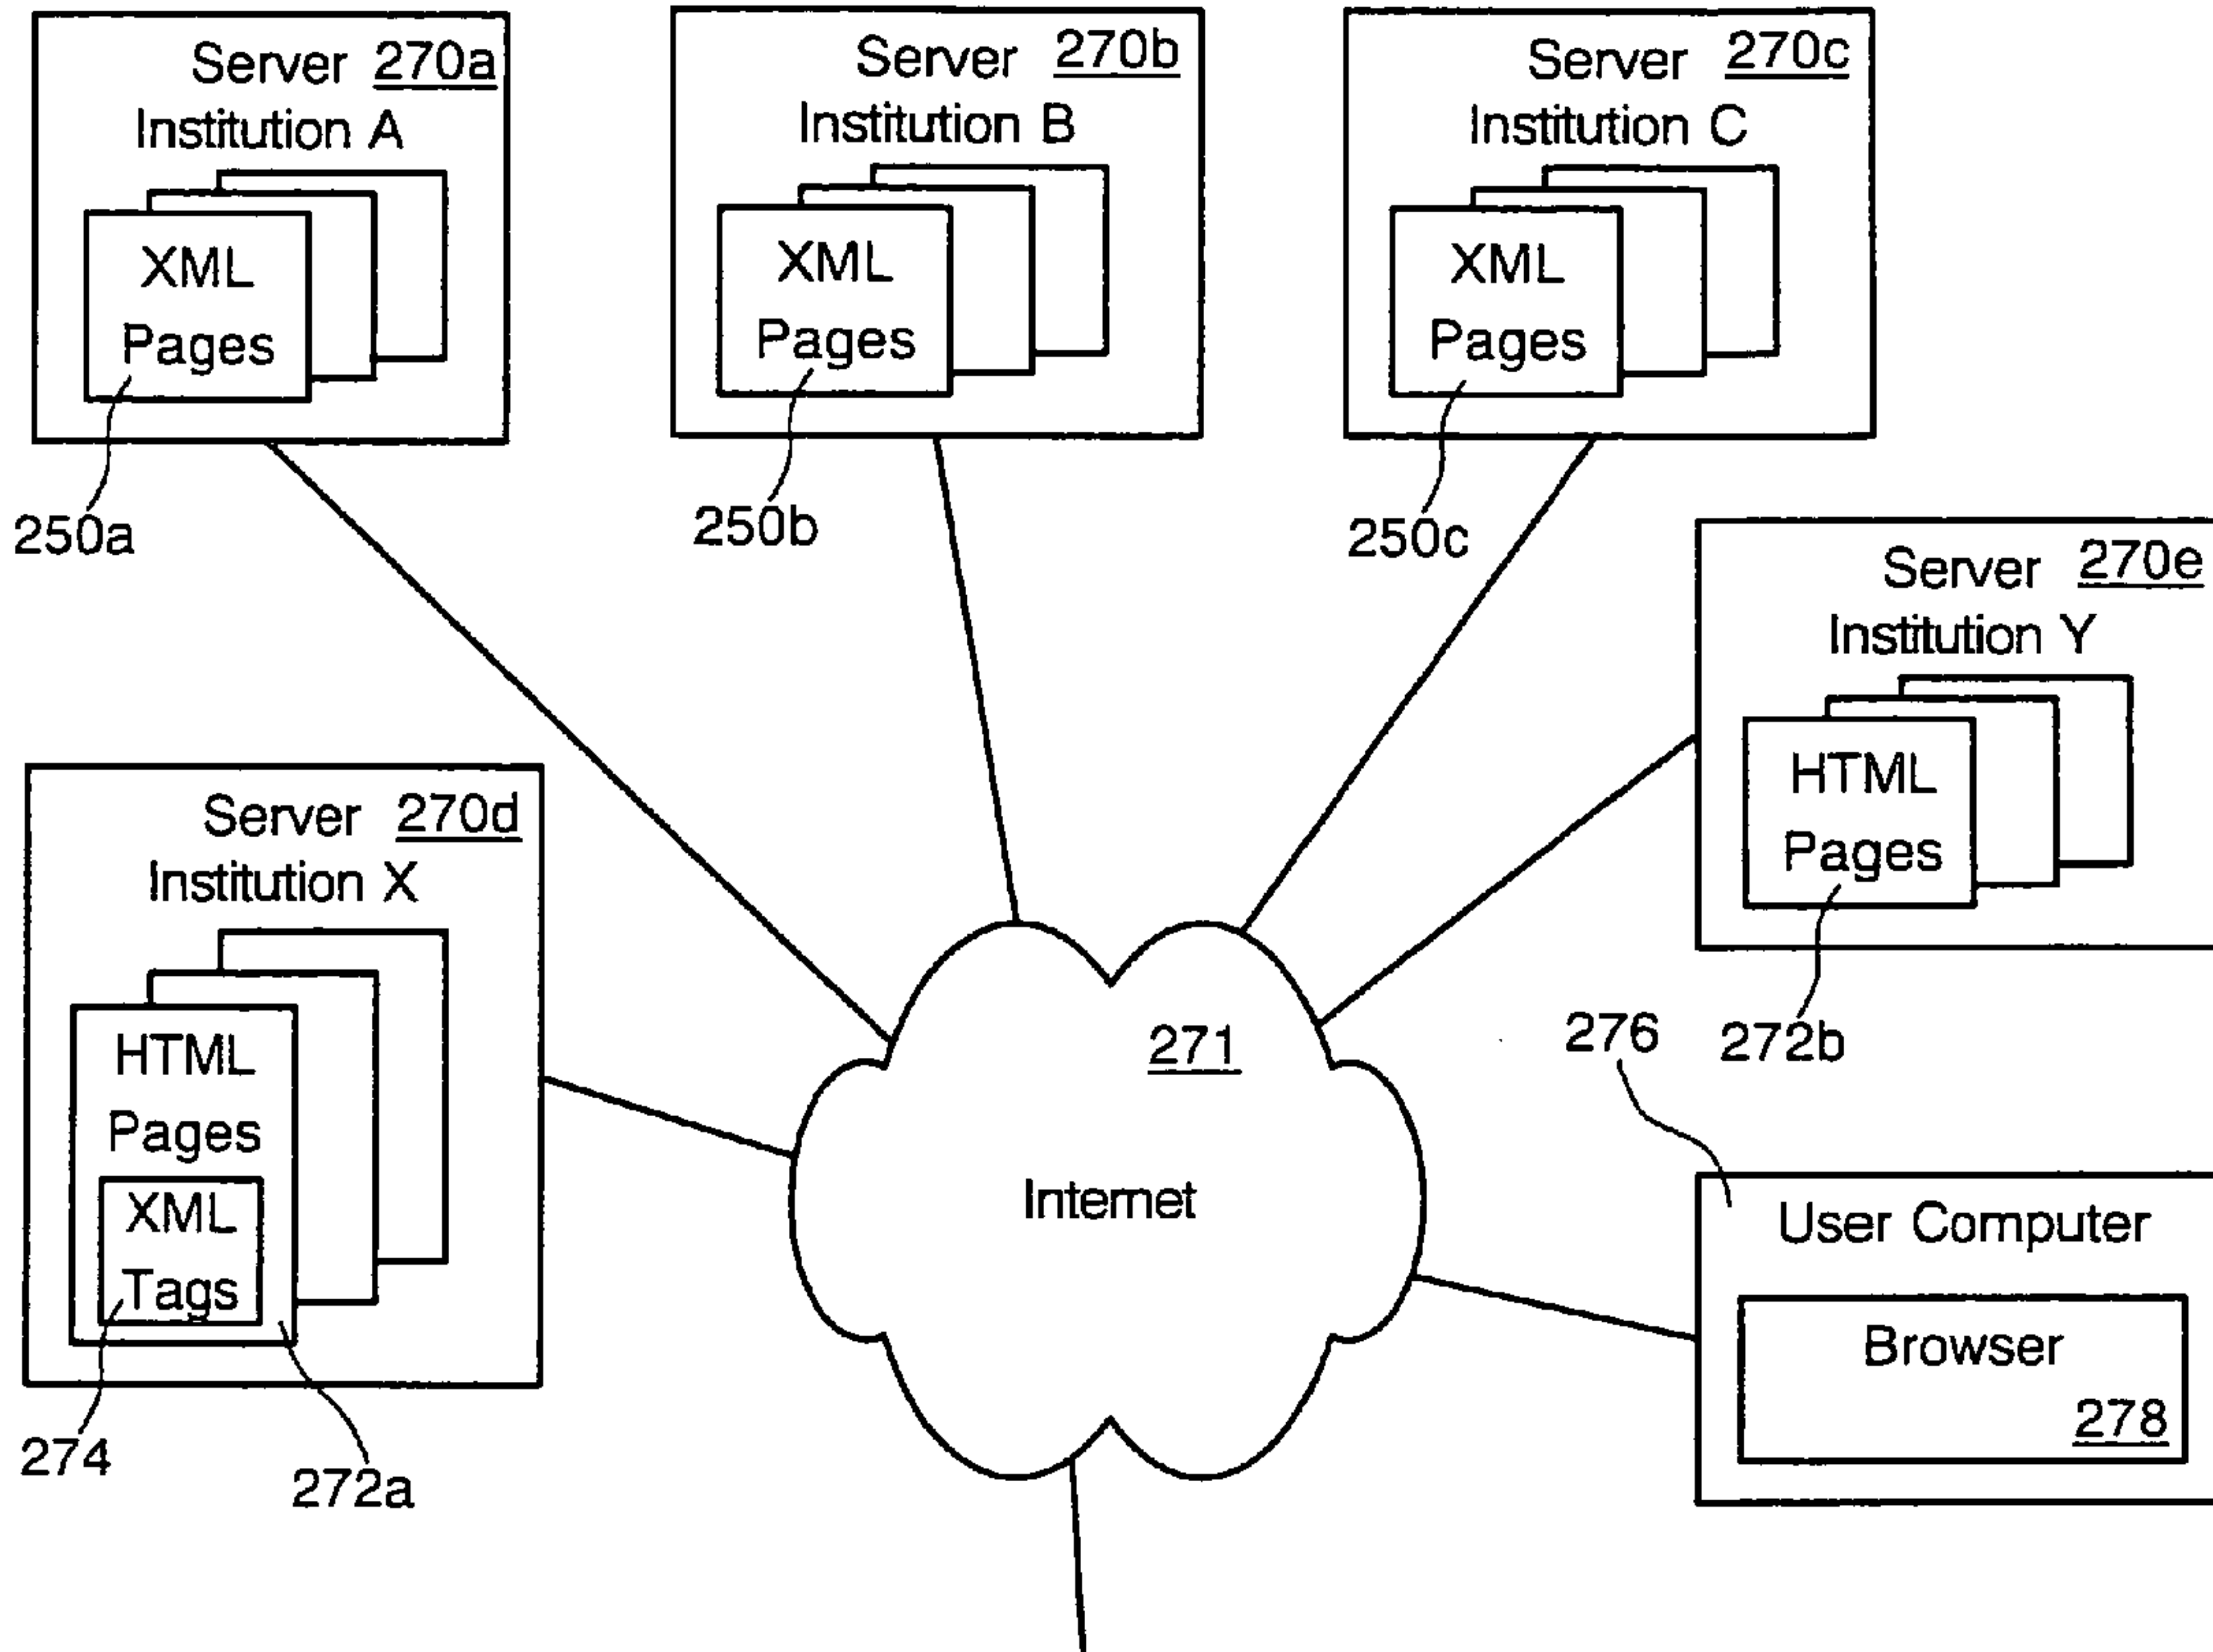 Server 270a
Institution A
XML
Pages
250a
Server 270b
Institution B
XML
Pages
250b
Server 270c
Institution C
XML
Pages
250c
Server 270e
Institution Y
HTML
Pages
272b
Server 270d
Institution X
HTML
Pages
XML
Tags
274
272a
271
Internet
276
User Computer
Browser
278